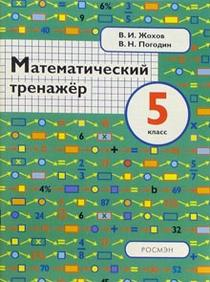 В. И. Жохов
В. Н. Погодин
Математический
тренажёр
5
класс
РОСМЭН